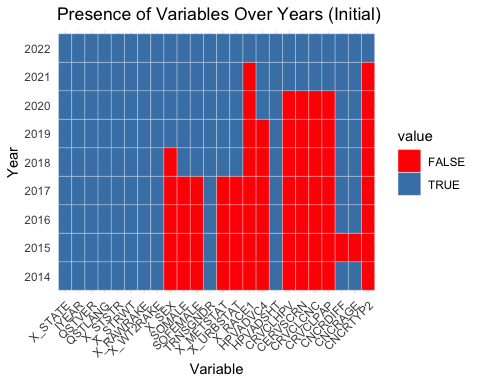 Presence of Variables Over Years (Initial)
2022
2021
2020
2019
2018
2017
2016
2015
2014
Year
X_STATE
IYEAR
QSTVER
QSTLANG
X_STSTR
X_STRWT
X_RAWRAKE
X_WT2RAKE
X_SEX
SOMALE
SOFEMALE
TRNSGNDR
X_METSTAT
X_URBSTAT
X_RACE1
HPVADVC4
HPVADSHT
CRVCLHPV
CERVSCRN
CRVCLCNC
CRVCLPAP
CNCRDIFF
CNCRAGE
CNCRTYP2
Variable
value
FALSE
TRUE